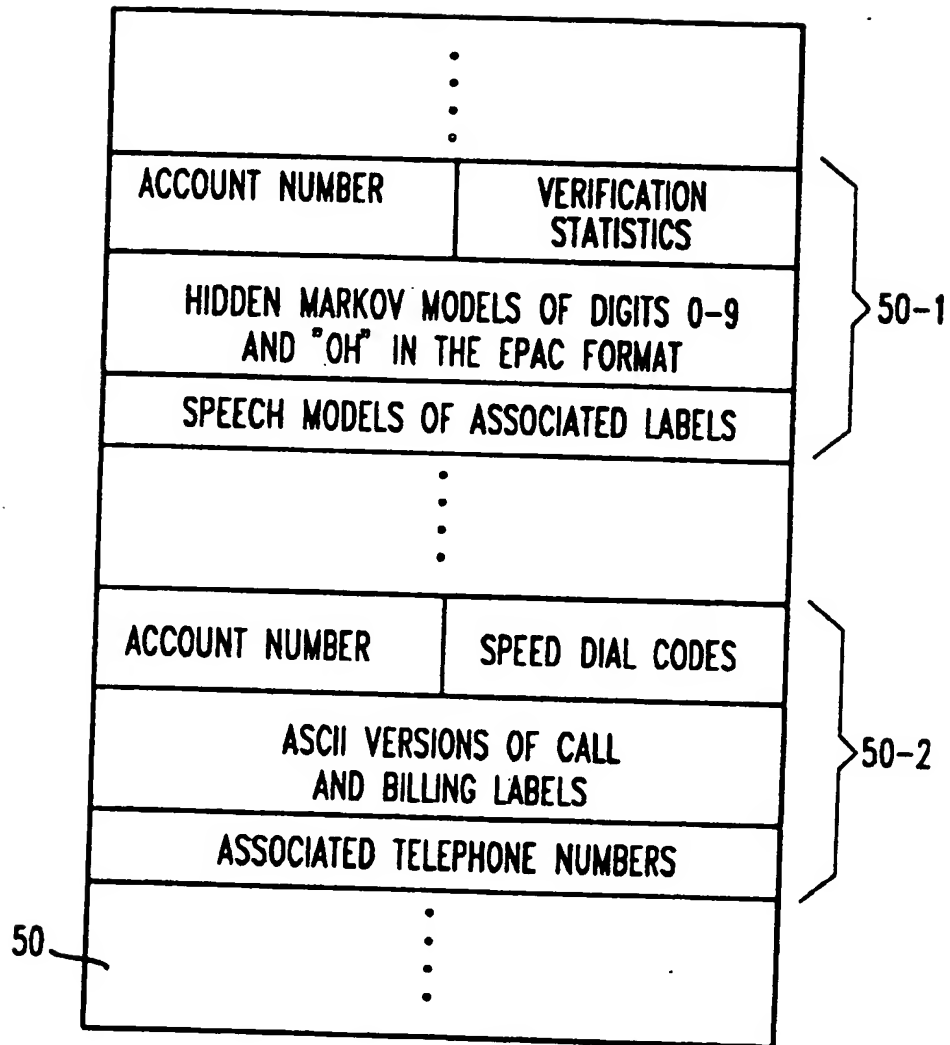 ACCOUNT NUMBER
VERIFICATION
STATISTICS
HIDDEN MARKOV MODELS OF DIGITS 0-9
AND "OH" IN THE EPAC FORMAT
SPEECH MODELS OF ASSOCIATED LABELS
50-1
ACCOUNT NUMBER
SPEED DIAL CODES
ASCII VERSIONS OF CALL
AND BILLING LABELS
ASSOCIATED TELEPHONE NUMBERS
50-2
50